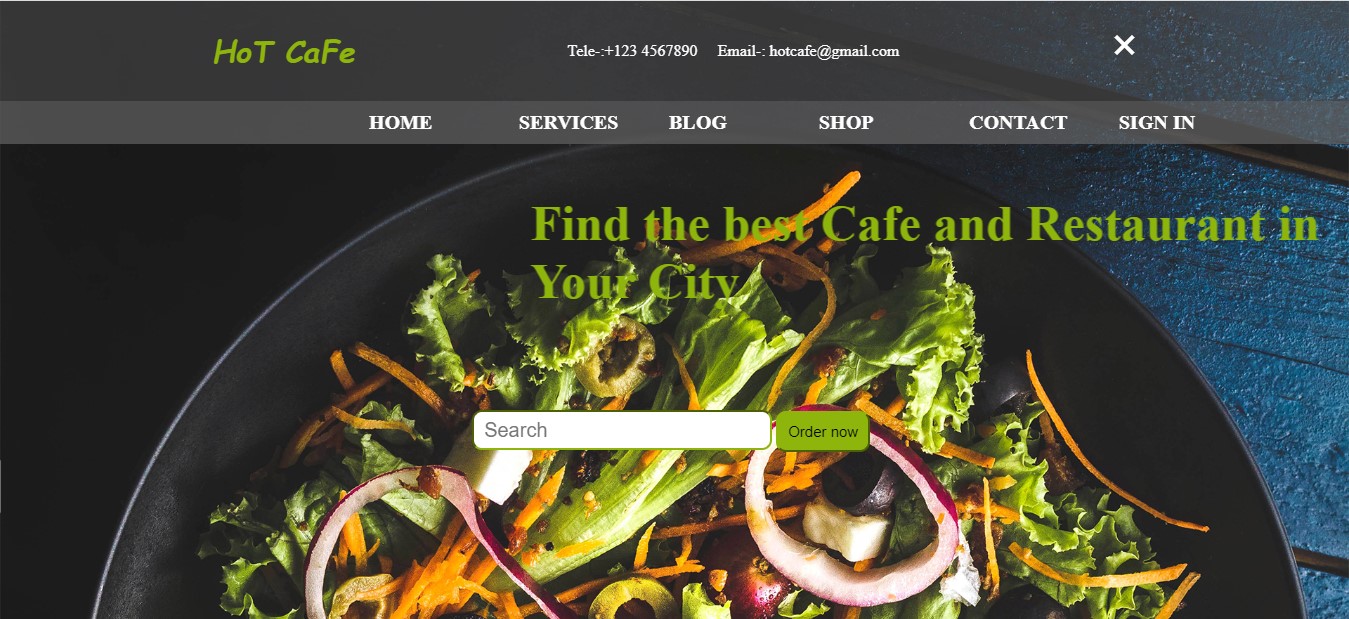 HoT CaFe
Tele-:+123 4567890 Email-: hotcafe@gmail.com
HOME SERVICES BLOG SHOP CONTACT SIGN IN
Find the best Cafe and Restaurant in
Your City
Search
Order now